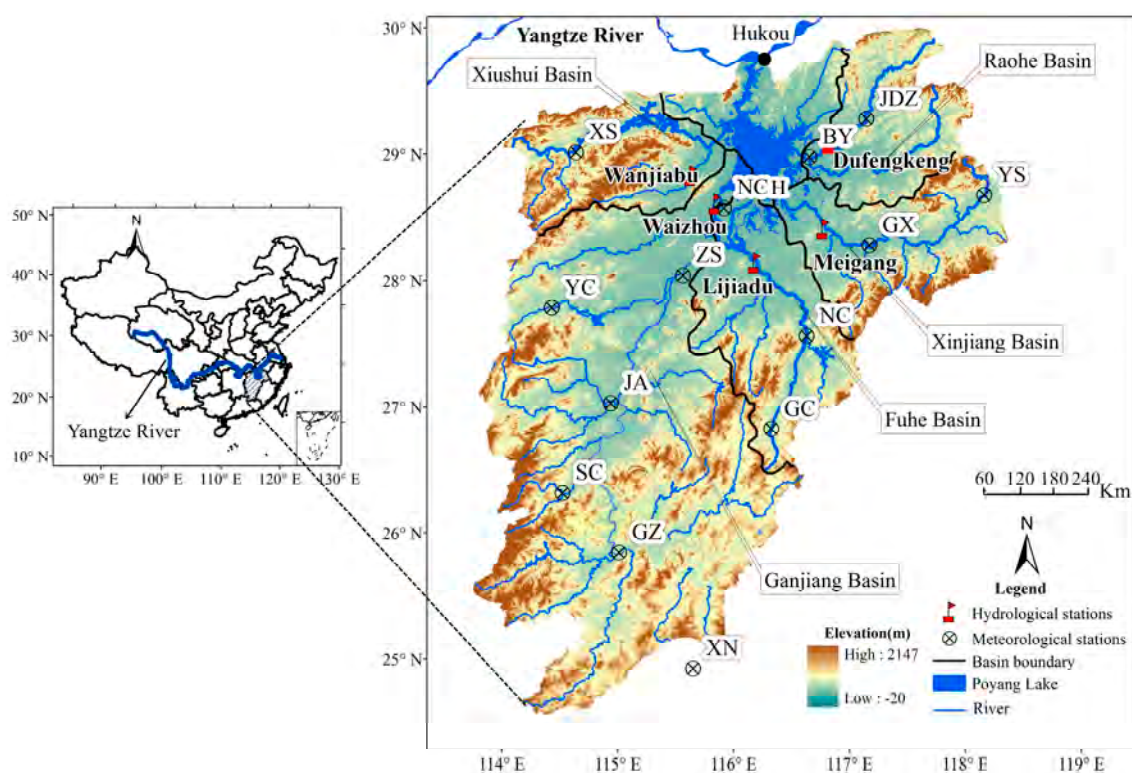 50° N
40° N
30° N
20° N
10° N
90° E
100° E
110° E
120° E
130° E
N
Yangtze River
30° N
29° N
28° N
27° N
26° N
25° N
114° E
115° E
116° E
117° E
118° E
119° E
Yangtze River
Hukou
Xiushui Basin
Raohe Basin
JDZ
XS
BY
Dufengkeng
Wanjiabu
YS
NCH
Waizhou
GX
ZS
Meigang
Lijiadu
YC
NC
Xinjiang Basin
JA
GC
Fuhe Basin
SC
GZ
Ganjiang Basin
XN
60 120 180 240
Km
N
Legend
Hydrological stations
Meteorological stations
Basin boundary
Poyang Lake
River
Elevation(m)
High : 2147
Low : -20